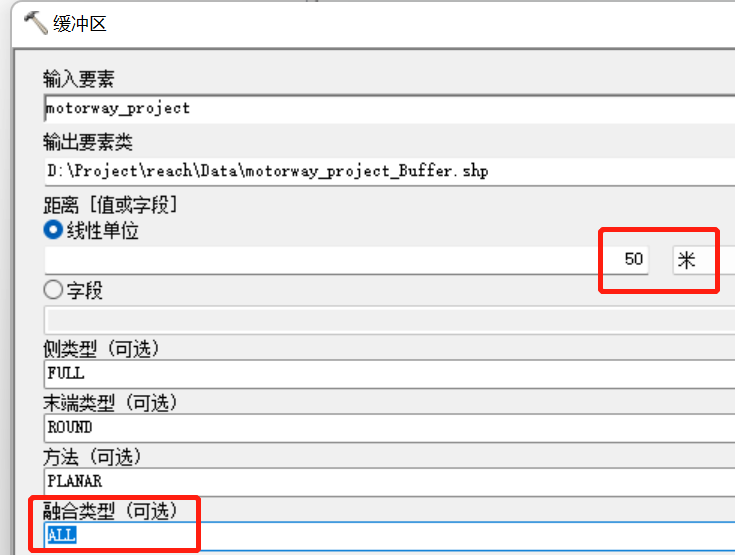 缓冲区
输入要素
motorway_project
输出要素类
D:\Project\reach\Data\motorway_project_Buffer.shp
距离 [值或字段]
线性单位
50 米
字段
侧类型 (可选)
FULL
末端类型 (可选)
ROUND
方法 (可选)
PLANAR
融合类型 (可选)
ALL